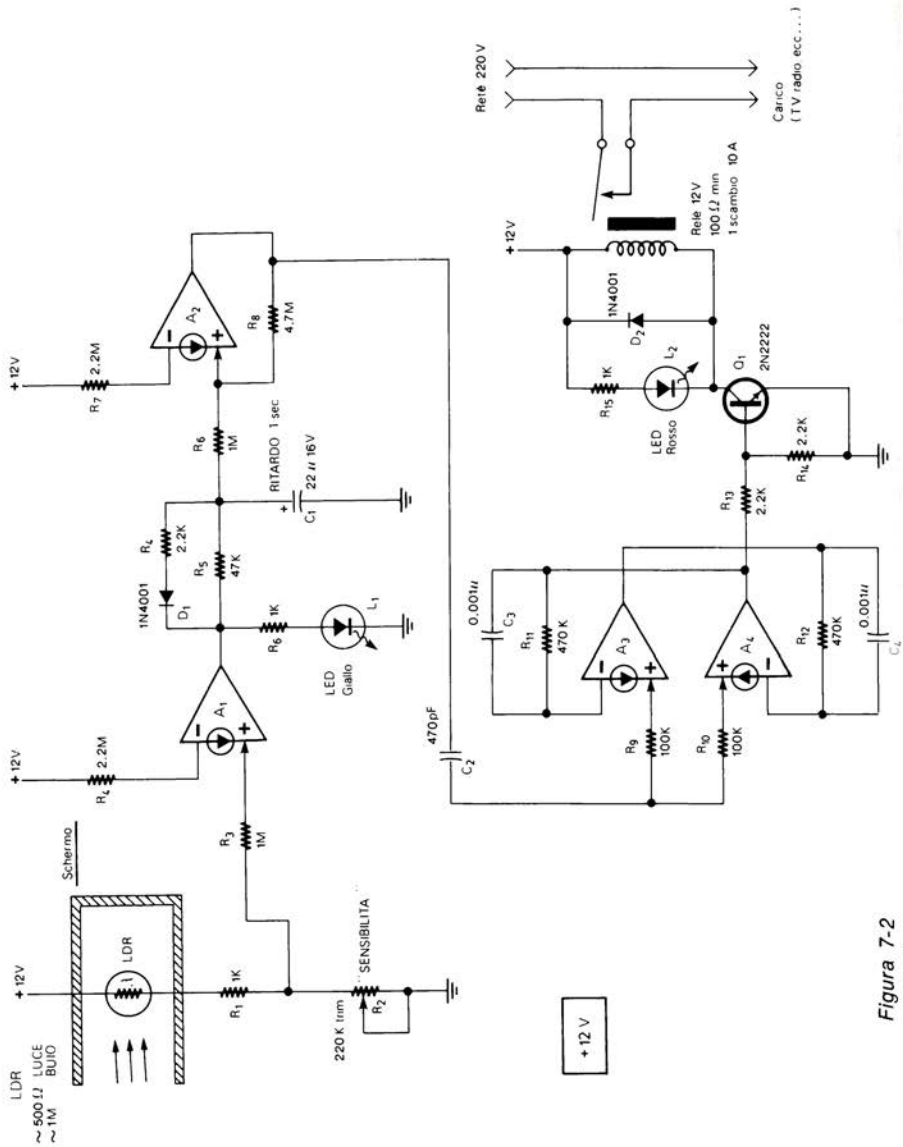 LDR
~ 500 Ω LUCE
~ 1M BUIO
+12V
Schermo
LDR
R1
1K
220 K trim
SENSIBILITA
R2
R3
1M
+12V
R4
2.2M
A1
-
+
1N4001
D1
R4
2.2K
R5
47K
R6
1K
LED
Giallo
L1
RITARDO 1 sec
+
C1
22 µ 16V
R6
1M
+12V
R7
2.2M
A2
-
+
R8
4.7M
470pF
C2
R9
100K
R10
100K
0.001µ
C3
R11
470 K
A3
-
+
A4
+
-
R12
470K
0.001µ
C4
R13
2.2K
R14
2.2K
Q1
2N2222
LED
Rosso
L2
R15
1K
1N4001
D2
+12V
Relè 12V
100 Ω min
1 scambio 10A
Retè 220 V
Carico
(TV radio ecc...)
+12 V
Figura 7-2